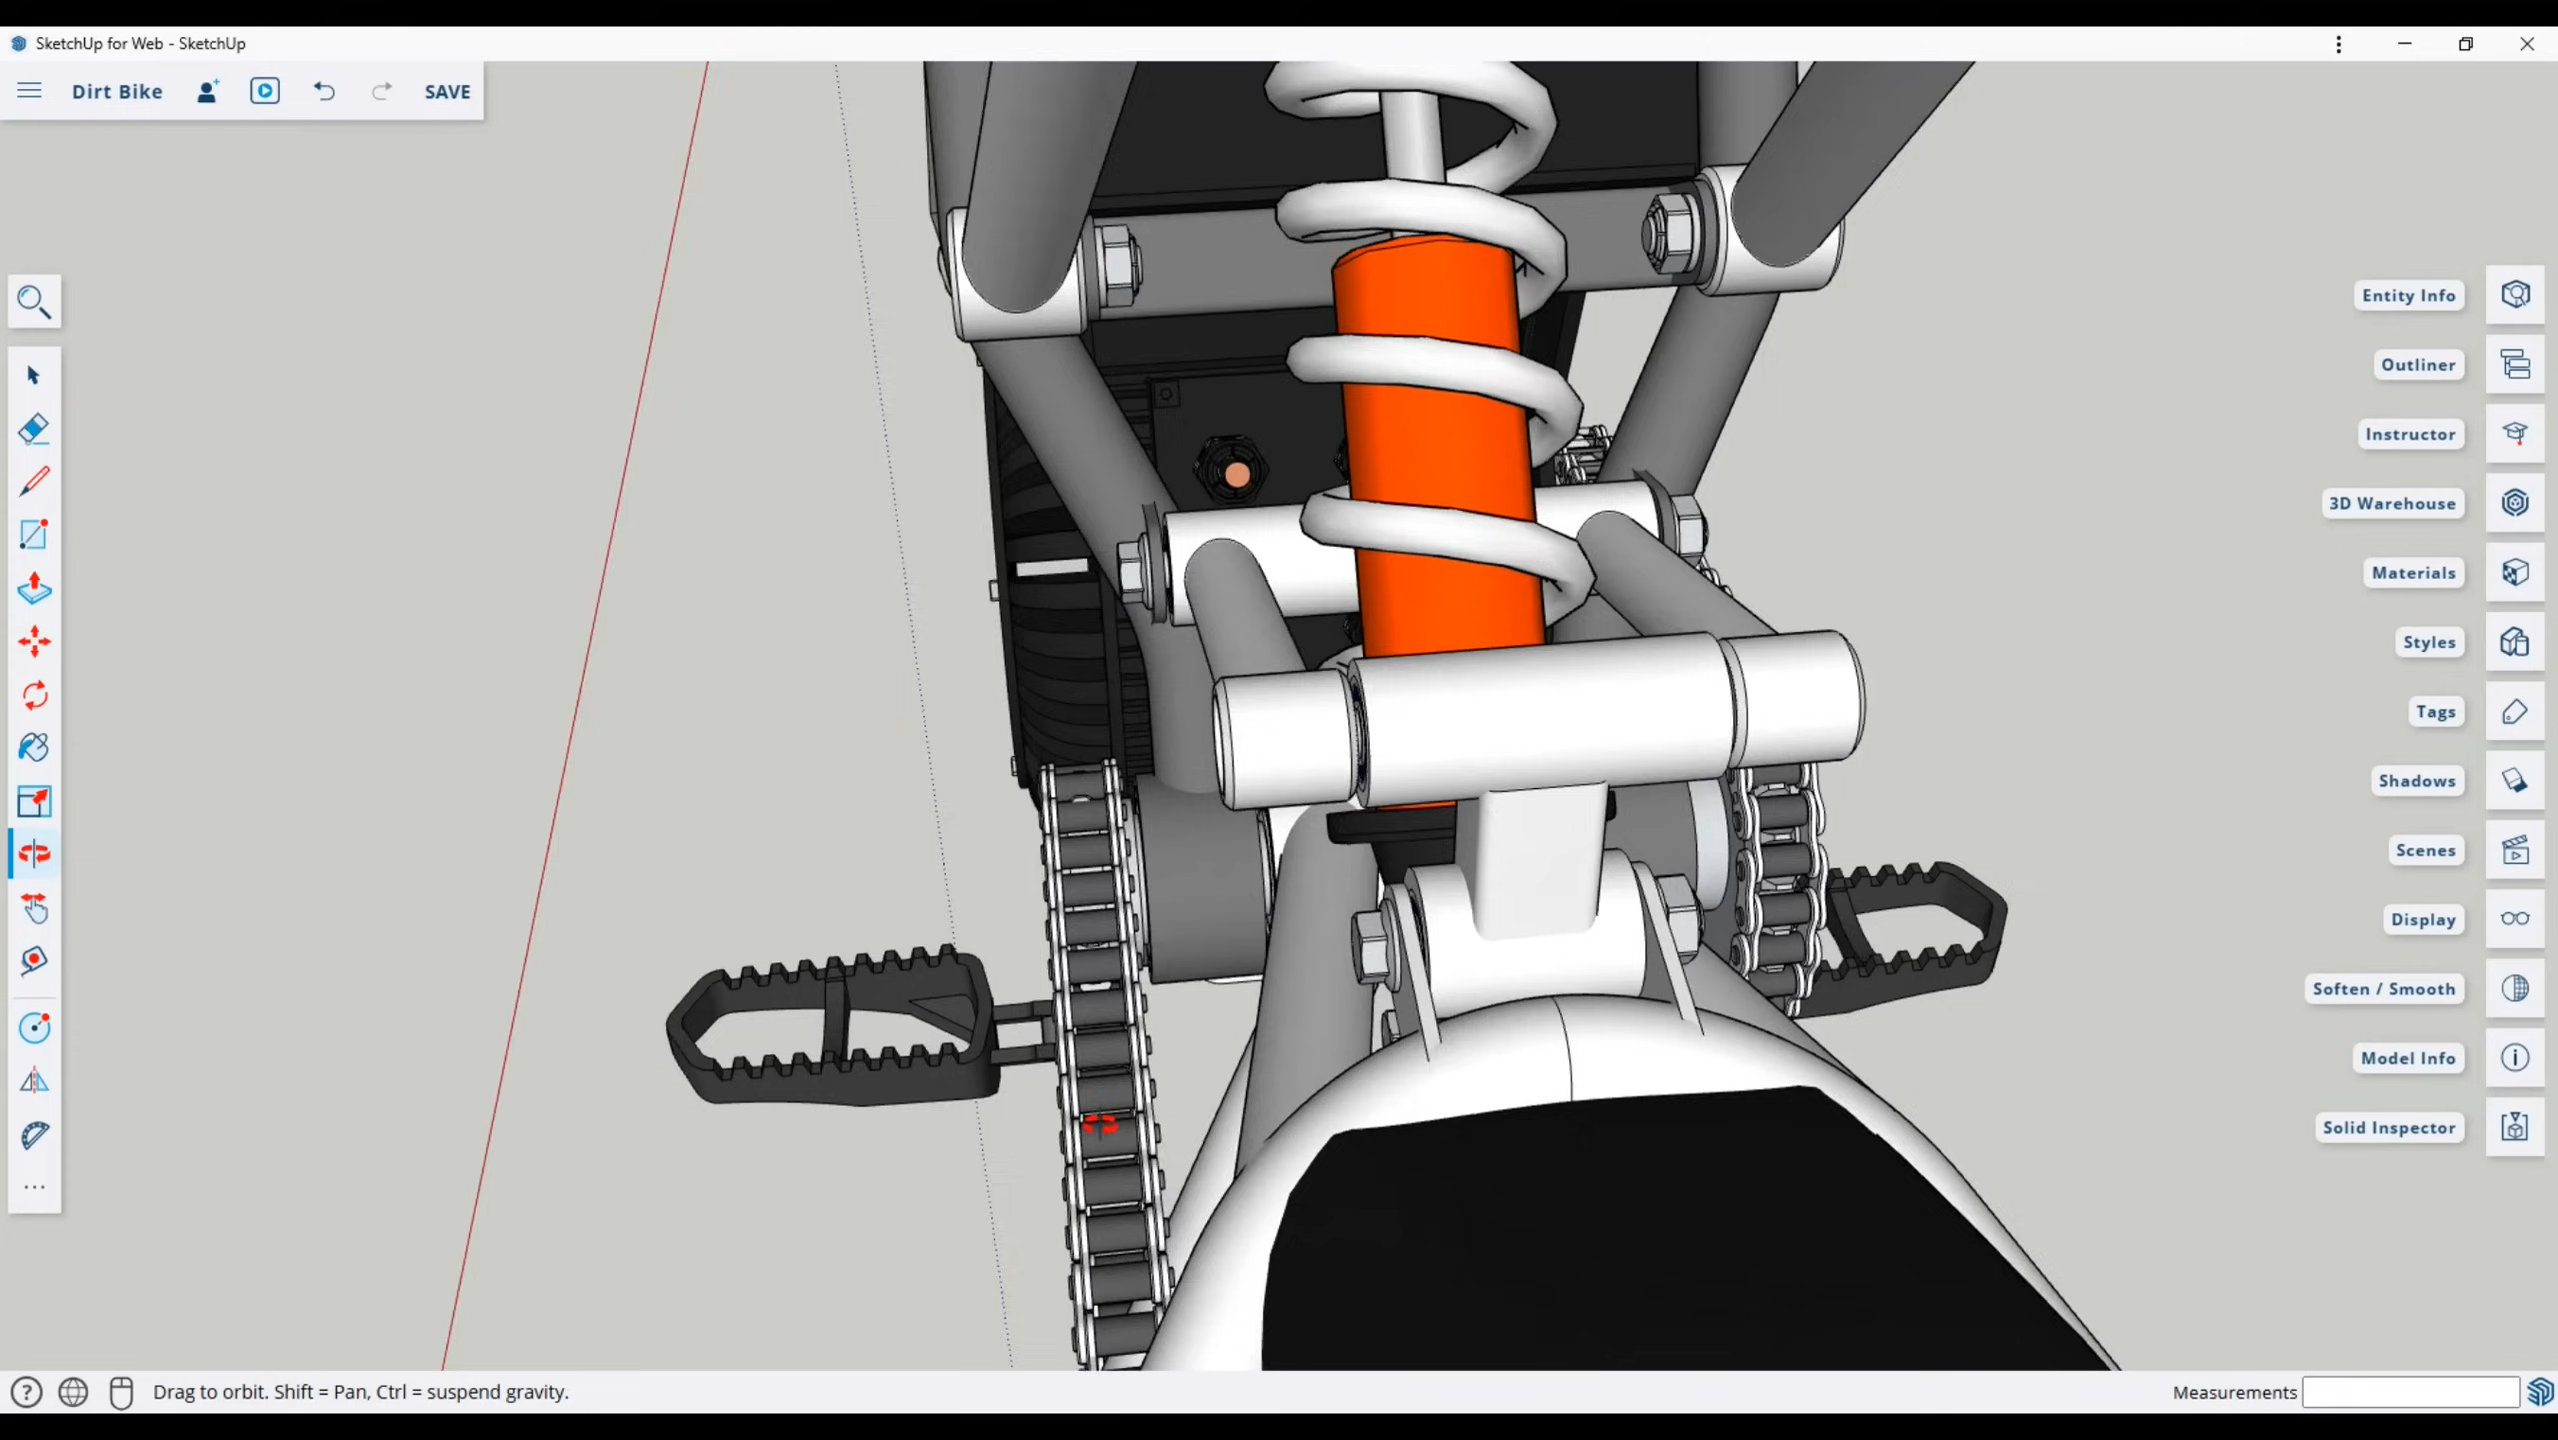 SketchUp for Web - SketchUp
Dirt Bike
SAVE
Entity Info
Outliner
Instructor
3D Warehouse
Materials
Styles
Tags
Shadows
Scenes
Display
Soften / Smooth
Model Info
Solid Inspector
Drag to orbit. Shift = Pan, Ctrl = suspend gravity.
Measurements